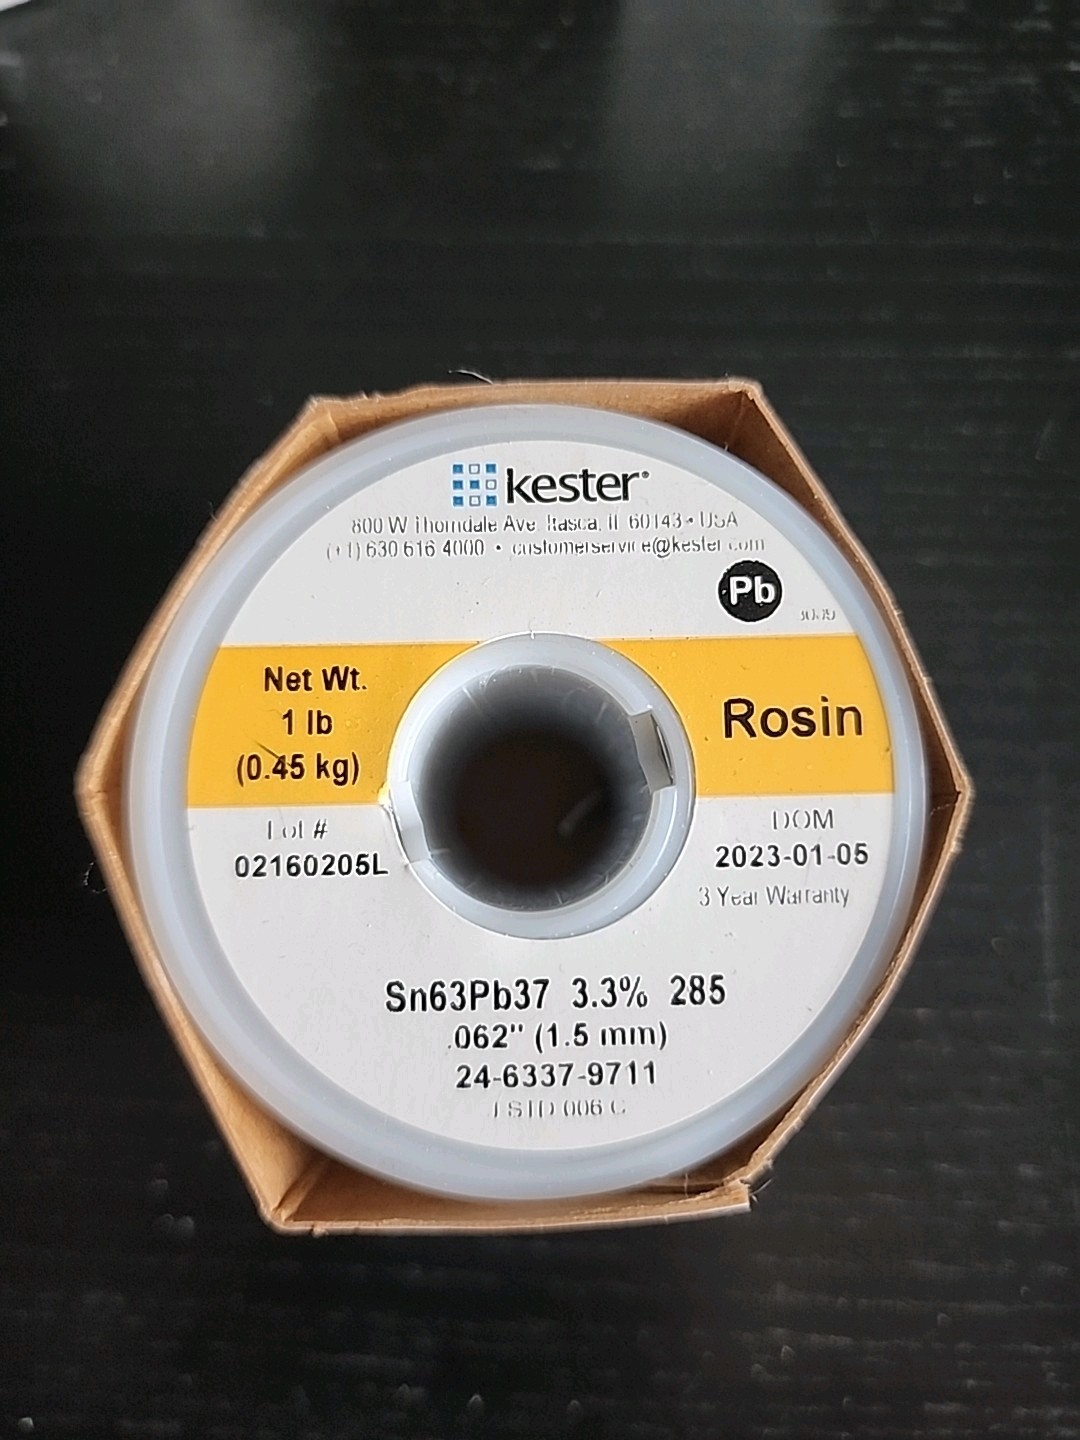 kester®
800 W Thorndale Ave, Itasca, IL 60143 • USA
(+1) 630 616 4000 • customerservice@kester.com
Pb
Net Wt.
1 lb
(0.45 kg)
Rosin
Lot #
02160205L
DOM
2023-01-05
3 Year Warranty
Sn63Pb37 3.3% 285
.062" (1.5 mm)
24-6337-9711
J STD 006 C